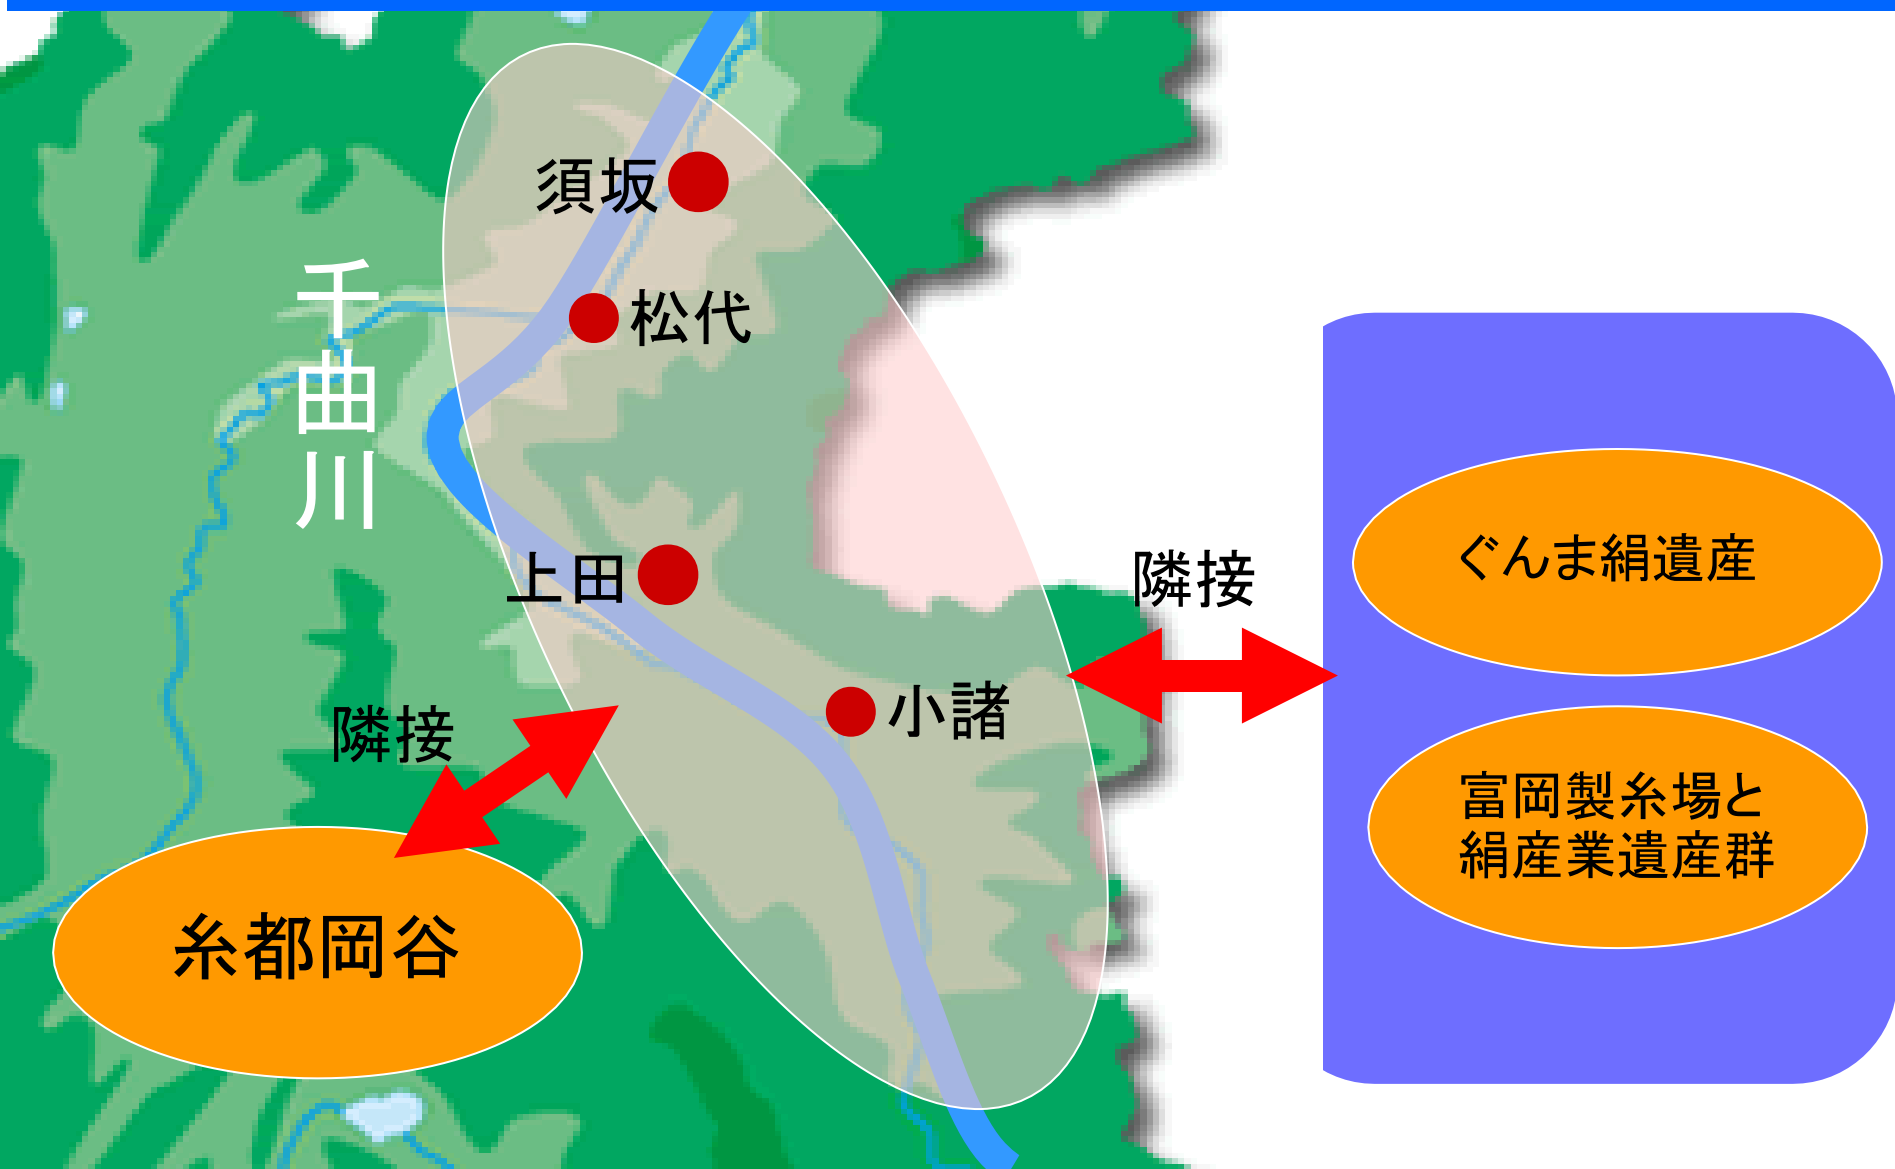 須坂
松代
千曲川
上田
小諸
隣接
隣接
糸都岡谷
ぐんま絹遺産
富岡製糸場と
絹産業遺産群